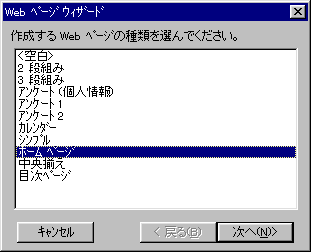 Web ﾍﾟｰｼﾞ ｳｨｻﾞｰﾄﾞ
作成する Web ﾍﾟｰｼﾞの種類を選んでください。
<空白>
2 段組み
3 段組み
ｱﾝｹｰﾄ (個人情報)
ｱﾝｹｰﾄ 1
ｱﾝｹｰﾄ 2
ｶﾚﾝﾀﾞｰ
ｼﾝﾌﾟﾙ
ﾎｰﾑ ﾍﾟｰｼﾞ
中央揃え
目次ﾍﾟｰｼﾞ
ｷｬﾝｾﾙ
< 戻る(B)
次へ(N)>